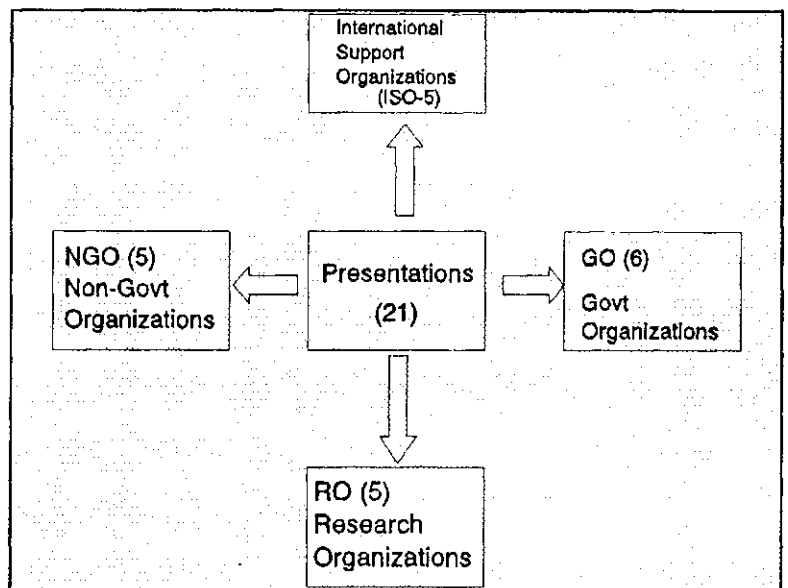 International
Support
Organizations
(ISO-5)
NGO (5)
Non-Govt
Organizations
Presentations
(21)
GO (6)
Govt
Organizations
RO (5)
Research
Organizations